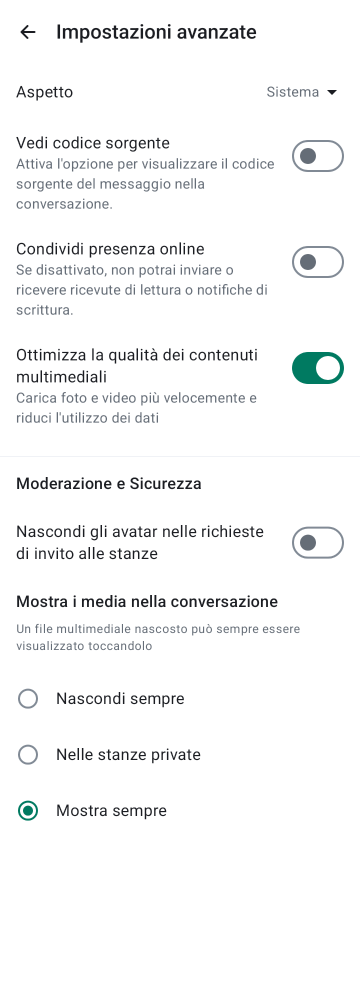 Impostazioni avanzate
Aspetto
Sistema
Vedi codice sorgente
Attiva l'opzione per visualizzare il codice
sorgente del messaggio nella
conversazione.
Condividi presenza online
Se disattivato, non potrai inviare o
ricevere ricevute di lettura o notifiche di
scrittura.
Ottimizza la qualità dei contenuti
multimediali
Carica foto e video più velocemente e
riduci l'utilizzo dei dati
Moderazione e Sicurezza
Nascondi gli avatar nelle richieste
di invito alle stanze
Mostra i media nella conversazione
Un file multimediale nascosto può sempre essere
visualizzato toccandolo
Nascondi sempre
Nelle stanze private
Mostra sempre